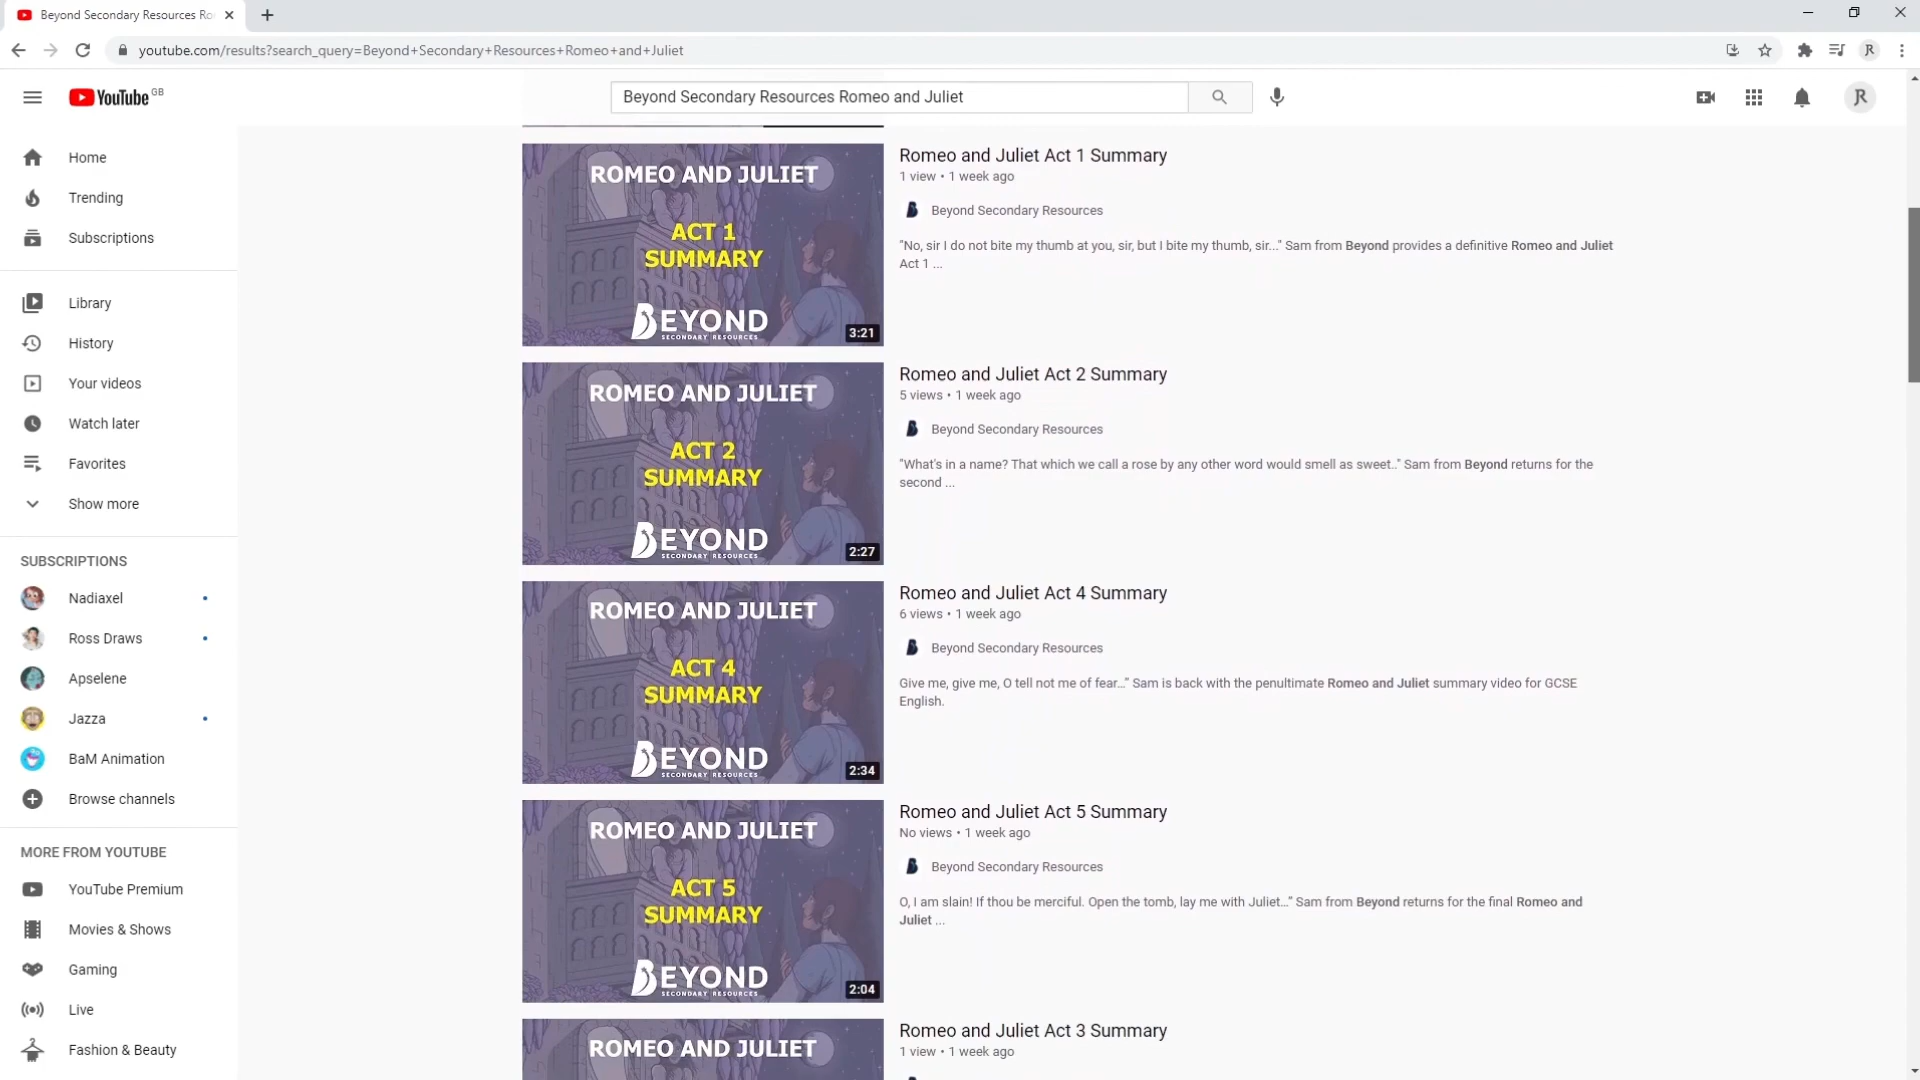 Beyond Secondary Resources Ro
youtube.com/results?search_query=Beyond+Secondary+Resources+Romeo+and+Juliet
YouTube GB
Beyond Secondary Resources Romeo and Juliet
Home
Trending
Subscriptions
Library
History
Your videos
Watch later
Favorites
Show more
SUBSCRIPTIONS
Nadiaxel
Ross Draws
Apselene
Jazza
BaM Animation
Browse channels
MORE FROM YOUTUBE
YouTube Premium
Movies & Shows
Gaming
Live
Fashion & Beauty
ROMEO AND JULIET
ACT 1
SUMMARY
BEYOND
SECONDARY RESOURCES
3:21
Romeo and Juliet Act 1 Summary
1 view • 1 week ago
Beyond Secondary Resources
"No, sir I do not bite my thumb at you, sir, but I bite my thumb, sir..." Sam from Beyond provides a definitive Romeo and Juliet
Act 1 ...
ROMEO AND JULIET
ACT 2
SUMMARY
BEYOND
SECONDARY RESOURCES
2:27
Romeo and Juliet Act 2 Summary
5 views • 1 week ago
Beyond Secondary Resources
"What's in a name? That which we call a rose by any other word would smell as sweet.." Sam from Beyond returns for the
second ...
ROMEO AND JULIET
ACT 4
SUMMARY
BEYOND
SECONDARY RESOURCES
2:34
Romeo and Juliet Act 4 Summary
6 views • 1 week ago
Beyond Secondary Resources
Give me, give me, O tell not me of fear…" Sam is back with the penultimate Romeo and Juliet summary video for GCSE
English.
ROMEO AND JULIET
ACT 5
SUMMARY
BEYOND
SECONDARY RESOURCES
2:04
Romeo and Juliet Act 5 Summary
No views • 1 week ago
Beyond Secondary Resources
O, I am slain! If thou be merciful. Open the tomb, lay me with Juliet…" Sam from Beyond returns for the final Romeo and
Juliet ...
ROMEO AND JULIET
Romeo and Juliet Act 3 Summary
1 view • 1 week ago